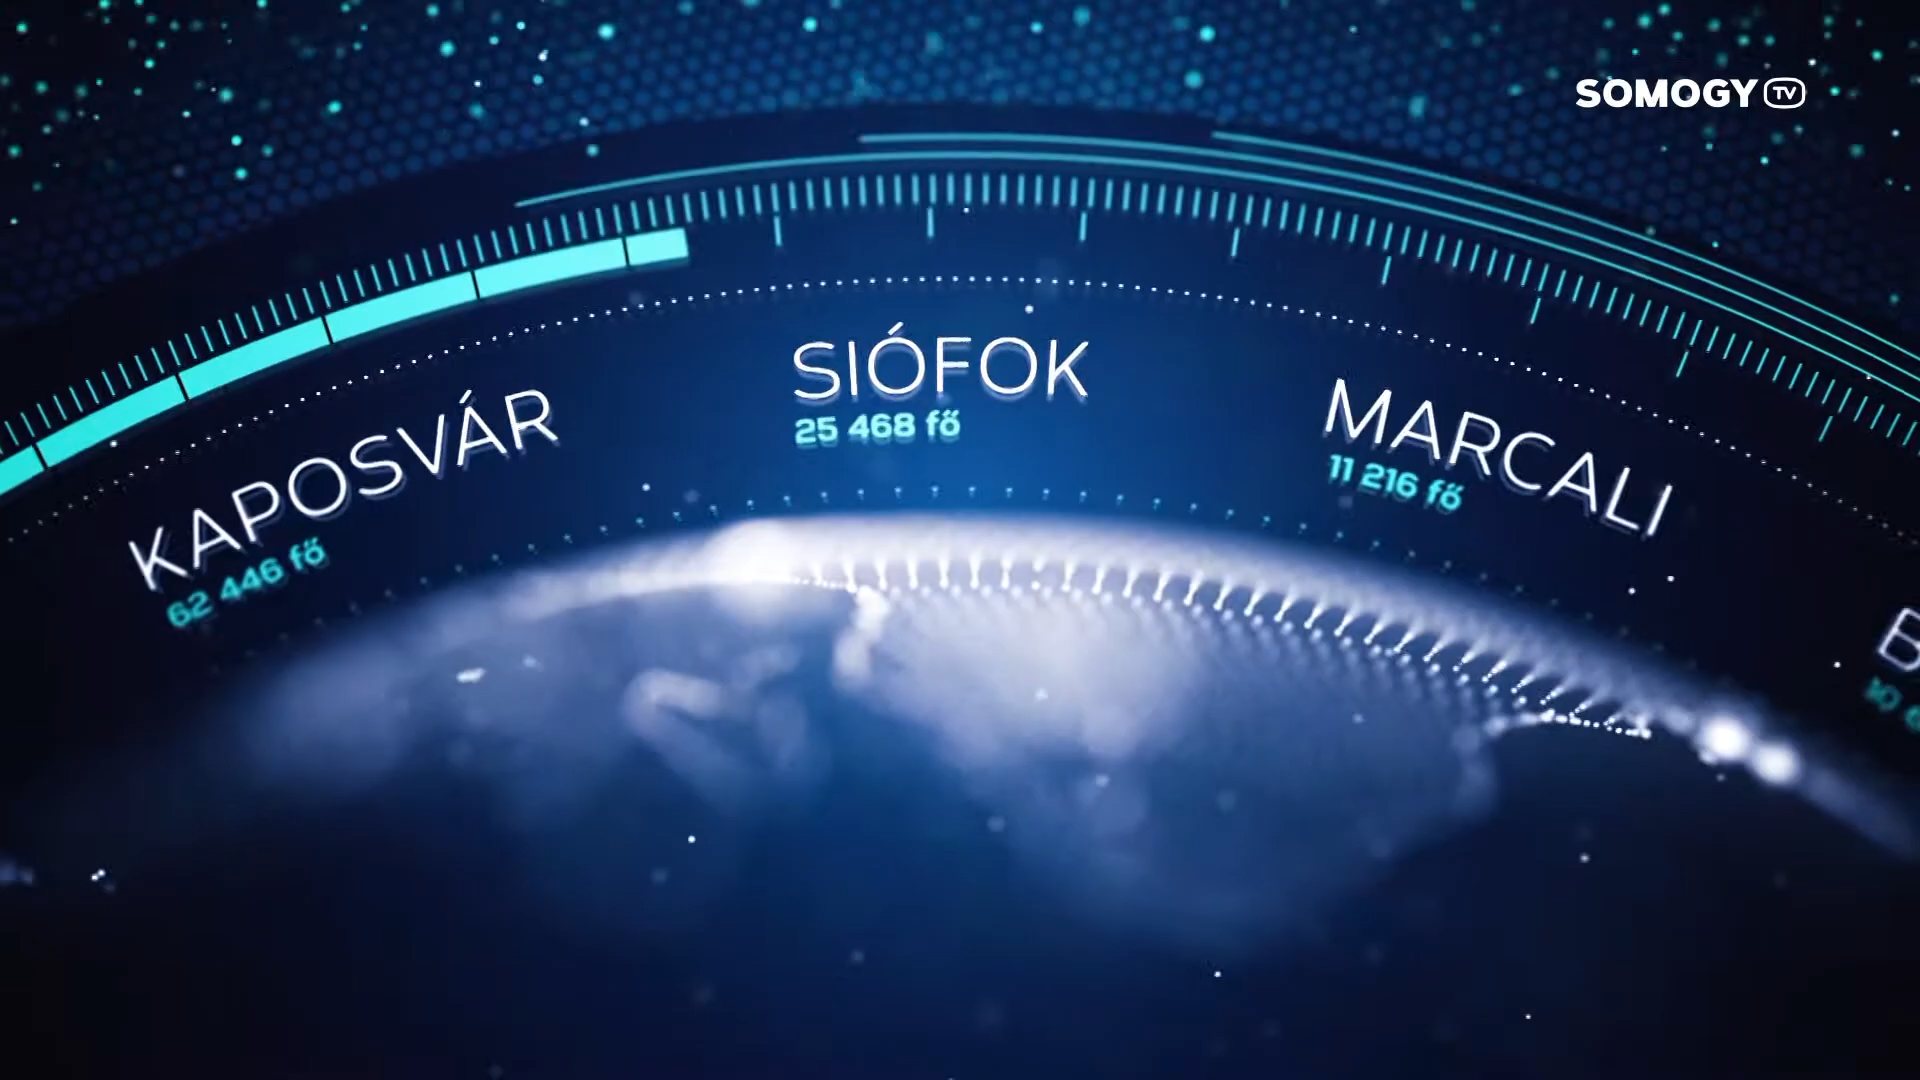 SOMOGY TV
KAPOSVÁR
62 446 fő
SIÓFOK
25 468 fő
MARCALI
11 216 fő